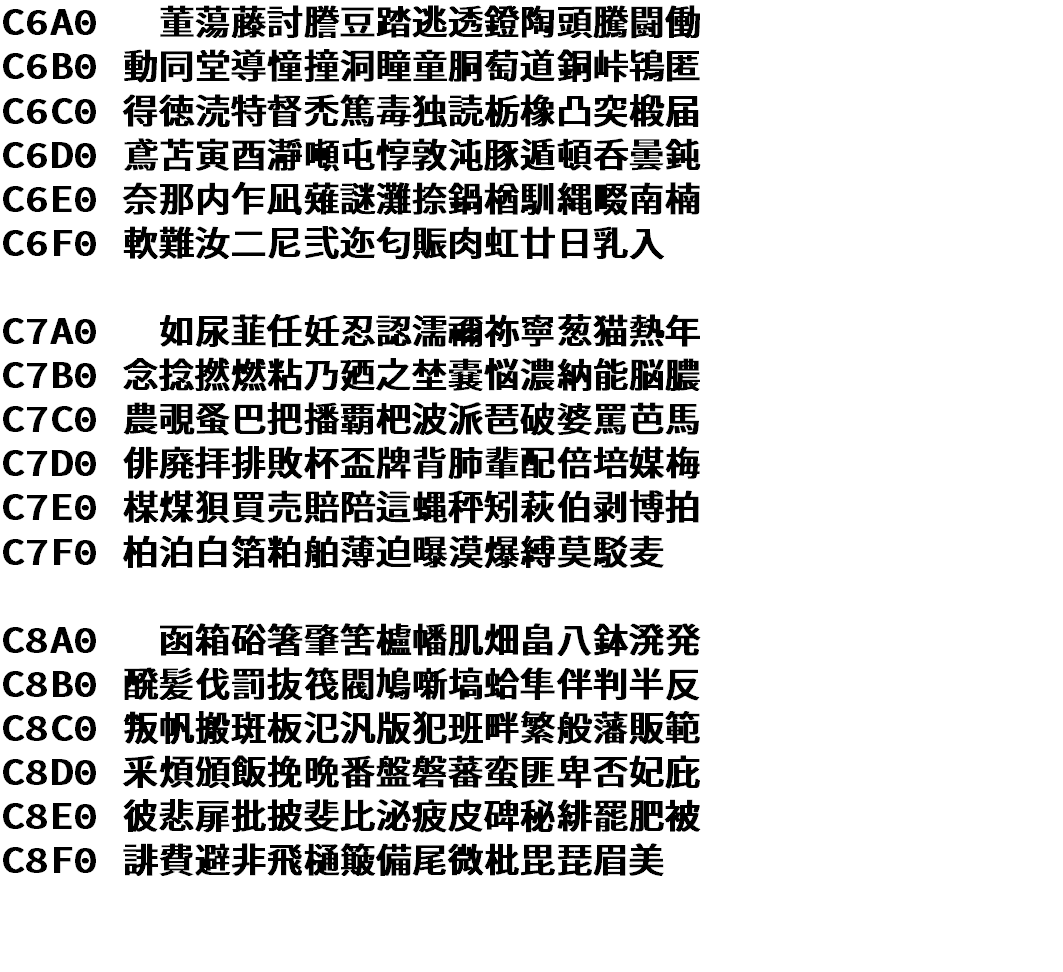 C6A0 　董蕩藤討謄豆踏逃透鐙陶頭騰闘働
C6B0 動同堂導憧撞洞瞳童胴萄道銅峠鴇匿
C6C0 得徳涜特督禿篤毒独読栃橡凸突椴届
C6D0 鳶苫寅酉瀞噸屯惇敦沌豚遁頓呑曇鈍
C6E0 奈那内乍凪薙謎灘捺鍋楢馴縄畷南楠
C6F0 軟難汝二尼弐迩匂賑肉虹廿日乳入
C7A0 　如尿韮任妊忍認濡禰祢寧葱猫熱年
C7B0 念捻撚燃粘乃廼之埜嚢悩濃納能脳膿
C7C0 農覗蚤巴把播覇杷波派琶破婆罵芭馬
C7D0 俳廃拝排敗杯盃牌背肺輩配倍培媒梅
C7E0 楳煤狽買売賠陪這蝿秤矧萩伯剥博拍
C7F0 柏泊白箔粕舶薄迫曝漠爆縛莫駁麦
C8A0 　函箱硲箸肇筈櫨幡肌畑畠八鉢溌発
C8B0 醗髪伐罰抜筏閥鳩噺塙蛤隼伴判半反
C8C0 叛帆搬斑板氾汎版犯班畔繁般藩販範
C8D0 釆煩頒飯挽晩番盤磐蕃蛮匪卑否妃庇
C8E0 彼悲扉批披斐比泌疲皮碑秘緋罷肥被
C8F0 誹費避非飛樋簸備尾微枇毘琵眉美